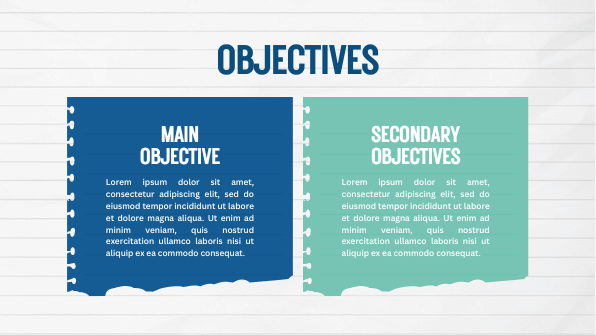 OBJECTIVES
MAIN
OBJECTIVE
Lorem ipsum dolor sit amet,
consectetur adipiscing elit, sed do
eiusmod tempor incididunt ut labore
et dolore magna aliqua. Ut enim ad
minim veniam, quis nostrud
exercitation ullamco laboris nisi ut
aliquip ex ea commodo consequat.
SECONDARY
OBJECTIVES
Lorem ipsum dolor sit amet,
consectetur adipiscing elit, sed do
eiusmod tempor incididunt ut labore
et dolore magna aliqua. Ut enim ad
minim veniam, quis nostrud
exercitation ullamco laboris nisi ut
aliquip ex ea commodo consequat.